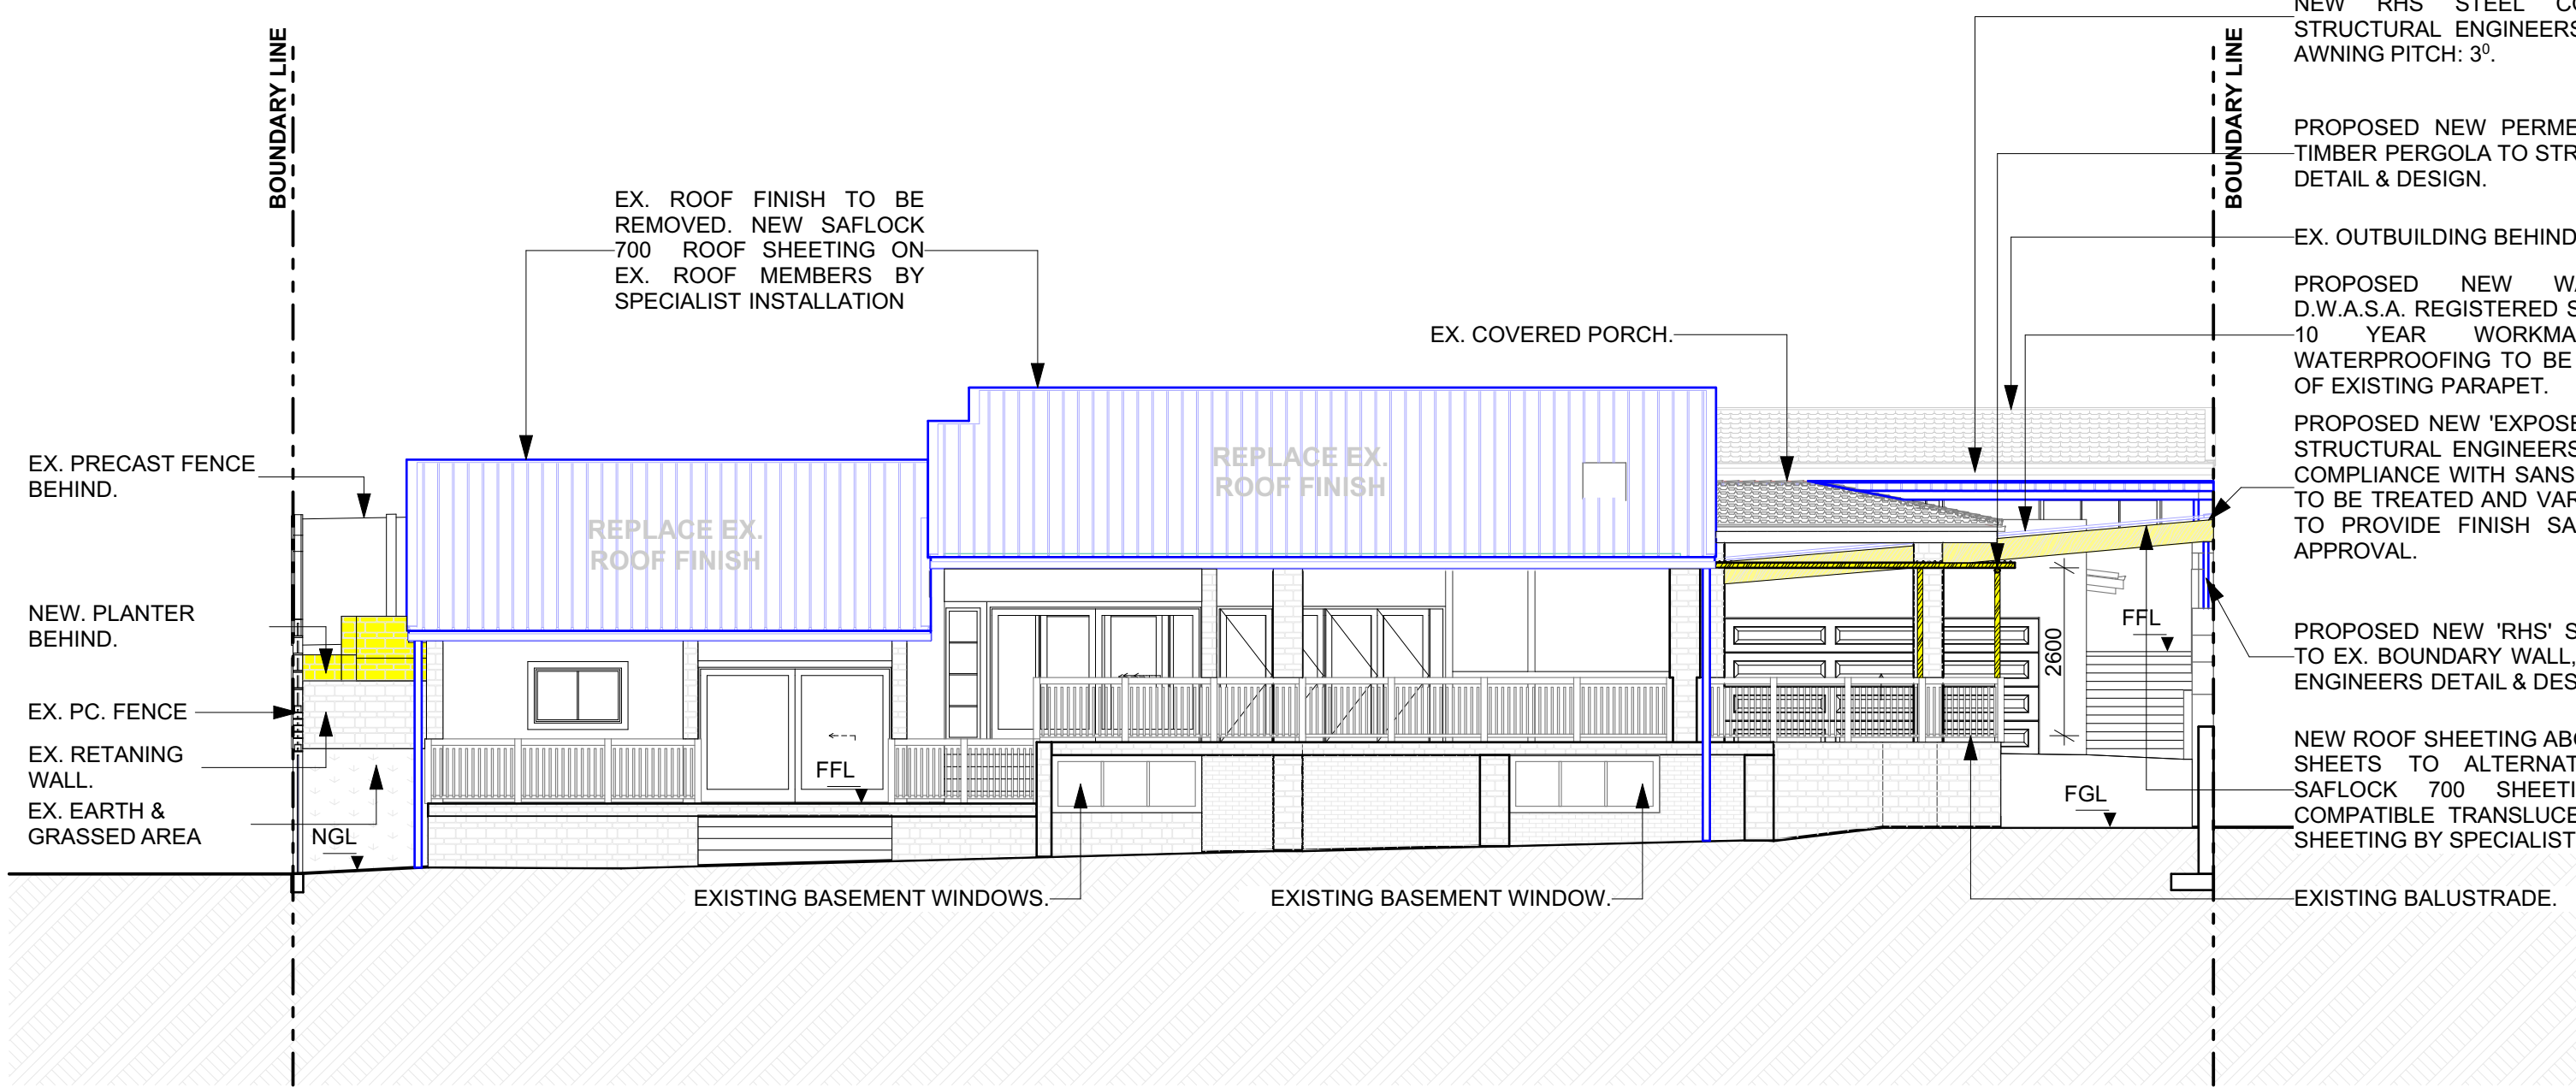 BOUNDARY LINE
EX. ROOF FINISH TO BE
REMOVED. NEW SAFLOCK
700 ROOF SHEETING ON
EX. ROOF MEMBERS BY
SPECIALIST INSTALLATION
EX. COVERED PORCH.
REPLACE EX.
ROOF FINISH
REPLACE EX.
ROOF FINISH
EX. PRECAST FENCE
BEHIND.
NEW. PLANTER
BEHIND.
EX. PC. FENCE
EX. RETANING
WALL.
EX. EARTH &
GRASSED AREA
NGL
FFL
EXISTING BASEMENT WINDOWS.
EXISTING BASEMENT WINDOW.
2600
FFL
FGL
BOUNDARY LINE
NEW RHS STEEL
STRUCTURAL ENGINEERS
AWNING PITCH: 3⁰.
PROPOSED NEW
TIMBER PERGOLA TO
DETAIL & DESIGN.
EX. OUTBUILDING BEHIND
PROPOSED NEW
D.W.A.S.A. REGISTERED
10 YEAR
WATERPROOFING TO BE
OF EXISTING PARAPET.
PROPOSED NEW
STRUCTURAL ENGINEERS
COMPLIANCE WITH SANS
TO BE TREATED AND
TO PROVIDE FINISH
APPROVAL.
PROPOSED NEW 'RHS'
TO EX. BOUNDARY WALL,
ENGINEERS DETAIL &
NEW ROOF SHEETING
SHEETS TO
SAFLOCK 700
COMPATIBLE
SHEETING BY SPECIALIST
EXISTING BALUSTRADE.